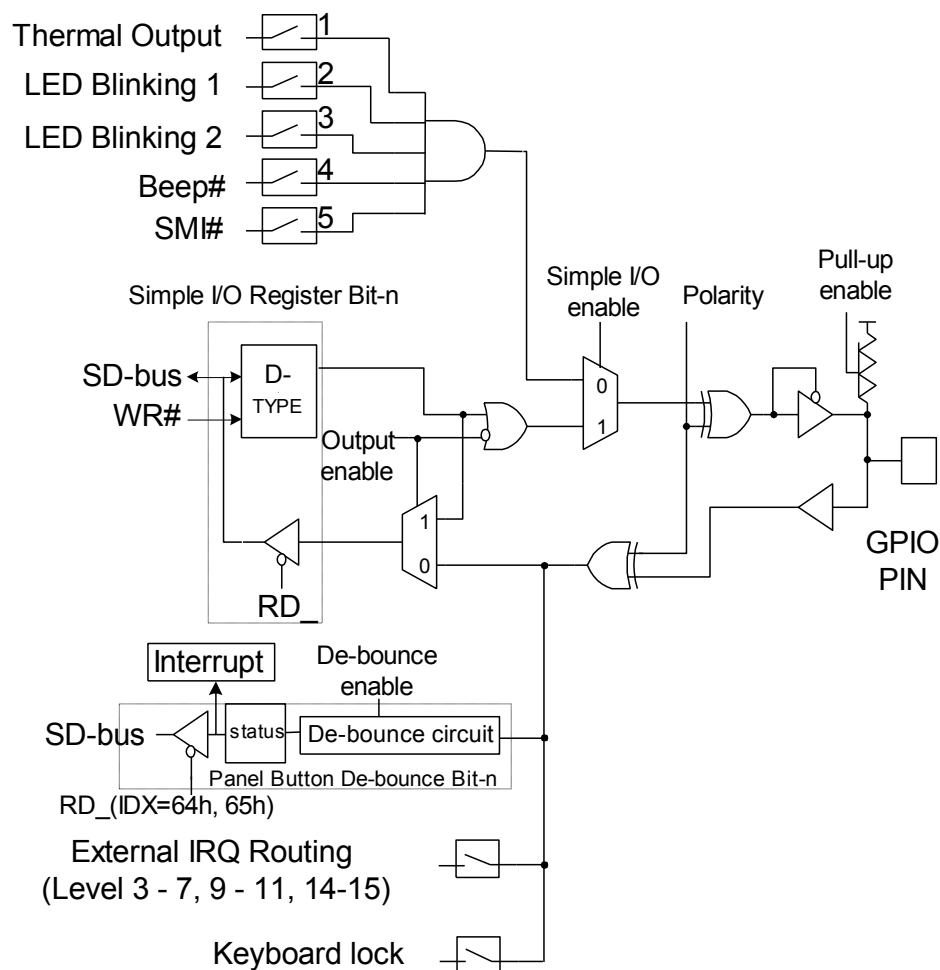 Thermal Output
1
LED Blinking 1
2
LED Blinking 2
3
Beep#
4
SMI#
5
Simple I/O Register Bit-n
Simple I/O
enable
Polarity
Pull-up
enable
SD-bus
WR#
D-
TYPE
0
1
Output
enable
1
0
RD_
GPIO
PIN
Interrupt
De-bounce
enable
SD-bus
status
De-bounce circuit
Panel Button De-bounce Bit-n
RD_(IDX=64h, 65h)
External IRQ Routing
(Level 3 - 7, 9 - 11, 14-15)
Keyboard lock